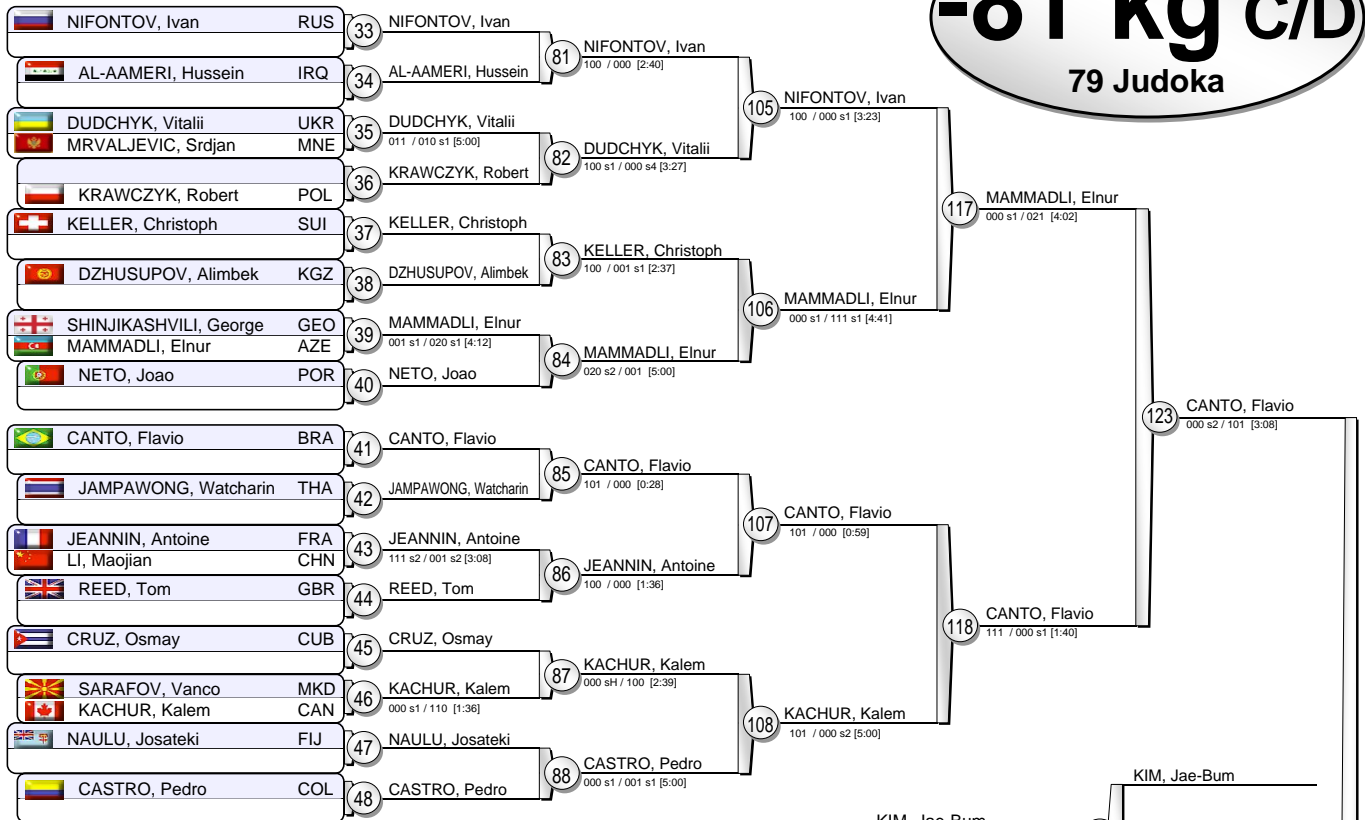 -81 kg C/D
79 Judoka
NIFONTOV, Ivan RUS
33
NIFONTOV, Ivan
AL-AAMERI, Hussein IRQ
34
AL-AAMERI, Hussein
81
NIFONTOV, Ivan
100 / 000 [2:40]
DUDCHYK, Vitalii UKR
MRVALJEVIC, Srdjan MNE
35
DUDCHYK, Vitalii
011 / 010 s1 [5:00]
KRAWCZYK, Robert POL
36
KRAWCZYK, Robert
82
DUDCHYK, Vitalii
100 s1 / 000 s4 [3:27]
105
NIFONTOV, Ivan
100 / 000 s1 [3:23]
KELLER, Christoph SUI
37
KELLER, Christoph
DZHUSUPOV, Alimbek KGZ
38
DZHUSUPOV, Alimbek
83
KELLER, Christoph
100 / 001 s1 [2:37]
SHINJIKASHVILI, George GEO
MAMMADLI, Elnur AZE
39
MAMMADLI, Elnur
001 s1 / 020 s1 [4:12]
NETO, Joao POR
40
NETO, Joao
84
MAMMADLI, Elnur
020 s2 / 001 [5:00]
106
MAMMADLI, Elnur
000 s1 / 111 s1 [4:41]
117
MAMMADLI, Elnur
000 s1 / 021 [4:02]
CANTO, Flavio BRA
41
CANTO, Flavio
JAMPAWONG, Watcharin THA
42
JAMPAWONG, Watcharin
85
CANTO, Flavio
101 / 000 [0:28]
JEANNIN, Antoine FRA
LI, Maojian CHN
43
JEANNIN, Antoine
111 s2 / 001 s2 [3:08]
REED, Tom GBR
44
REED, Tom
86
JEANNIN, Antoine
100 / 000 [1:36]
107
CANTO, Flavio
101 / 000 [0:59]
CRUZ, Osmay CUB
45
CRUZ, Osmay
SARAFOV, Vanco MKD
KACHUR, Kalem CAN
46
KACHUR, Kalem
000 s1 / 110 [1:36]
87
KACHUR, Kalem
000 sH / 100 [2:39]
NAULU, Josateki FIJ
47
NAULU, Josateki
CASTRO, Pedro COL
48
CASTRO, Pedro
88
CASTRO, Pedro
000 s1 / 001 s1 [5:00]
108
KACHUR, Kalem
101 / 000 s2 [5:00]
118
CANTO, Flavio
111 / 000 s1 [1:40]
123
CANTO, Flavio
000 s2 / 101 [3:08]
KIM, Jae-Bum
KIM, Jae-Bum